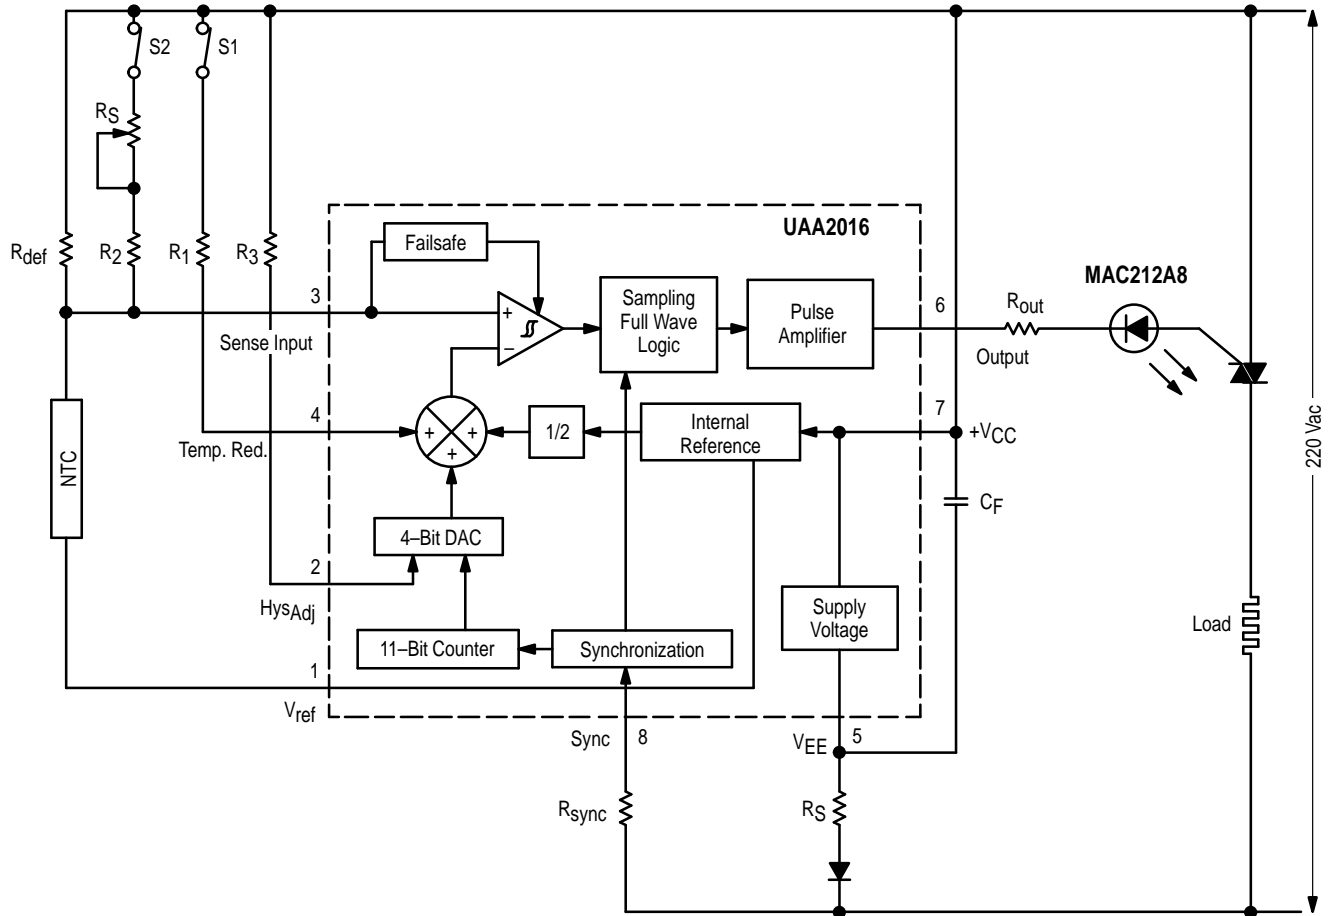 S2
S1
RS
UAA2016
Failsafe
Rdef
R2
R1
R3
MAC212A8
3
Sampling
Full Wave
Logic
Pulse
Amplifier
6
Rout
+
–
Sense Input
Output
4
7
+ + +
1/2
Internal
Reference
+VCC
220 Vac
Temp. Red.
NTC
CF
4–Bit DAC
2
HysAdj
Supply
Voltage
Load
11–Bit Counter
Synchronization
1
Vref
Sync
8
VEE
5
Rsync
RS